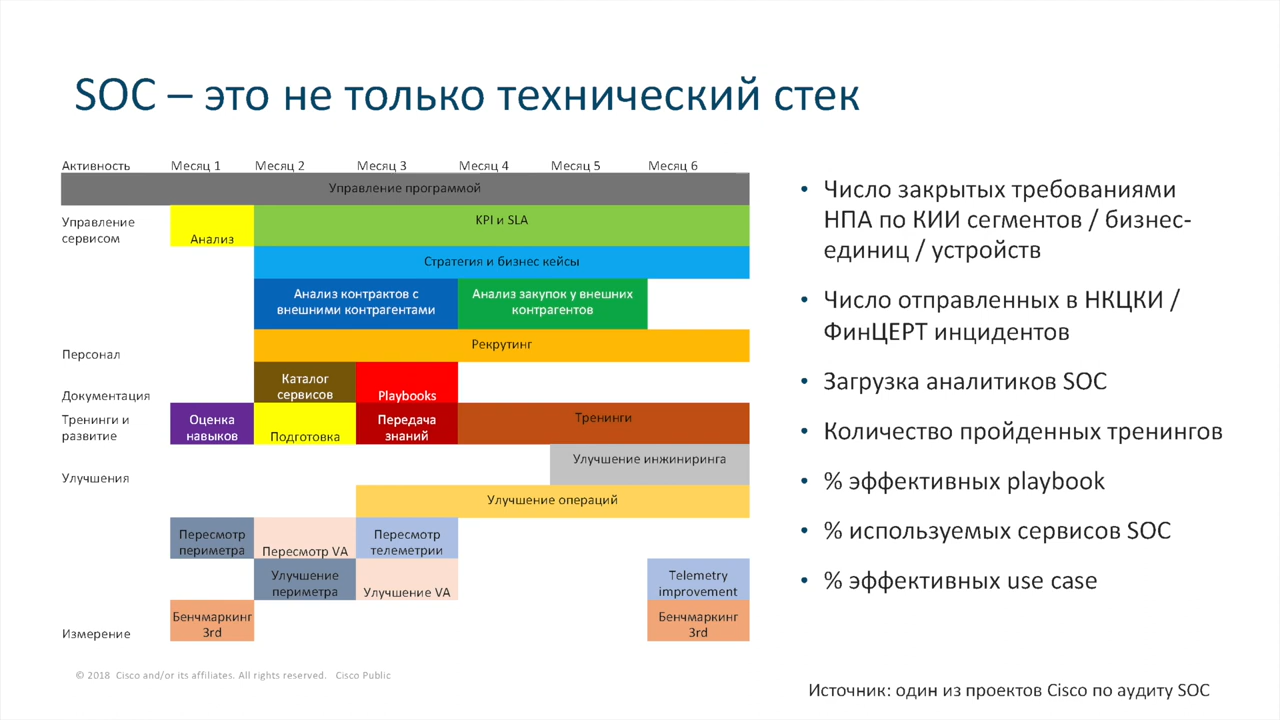 SOC – это не только технический стек
Активность Месяц 1 Месяц 2 Месяц 3 Месяц 4 Месяц 5 Месяц 6
Управление программой
Управление
сервисом
Анализ
KPI и SLA
Стратегия и бизнес кейсы
Анализ контрактов с
внешними контрагентами
Анализ закупок у внешних
контрагентов
Персонал
Рекрутинг
Документация
Каталог
сервисов
Playbooks
Тренинги и
развитие
Оценка
навыков
Подготовка
Передача
знаний
Тренинги
Улучшения
Улучшение инжиниринга
Улучшение операций
Пересмотр
периметра
Пересмотр VA
Пересмотр
телеметрии
Улучшение
периметра
Улучшение VA
Telemetry
improvement
Измерение
Бенчмаркинг
3rd
Бенчмаркинг
3rd
• Число закрытых требованиями
НПА по КИИ сегментов / бизнес-
единиц / устройств
• Число отправленных в НКЦКИ /
ФинЦЕРТ инцидентов
• Загрузка аналитиков SOC
• Количество пройденных тренингов
• % эффективных playbook
• % используемых сервисов SOC
• % эффективных use case
© 2018 Cisco and/or its affiliates. All rights reserved. Cisco Public
Источник: один из проектов Cisco по аудиту SOC